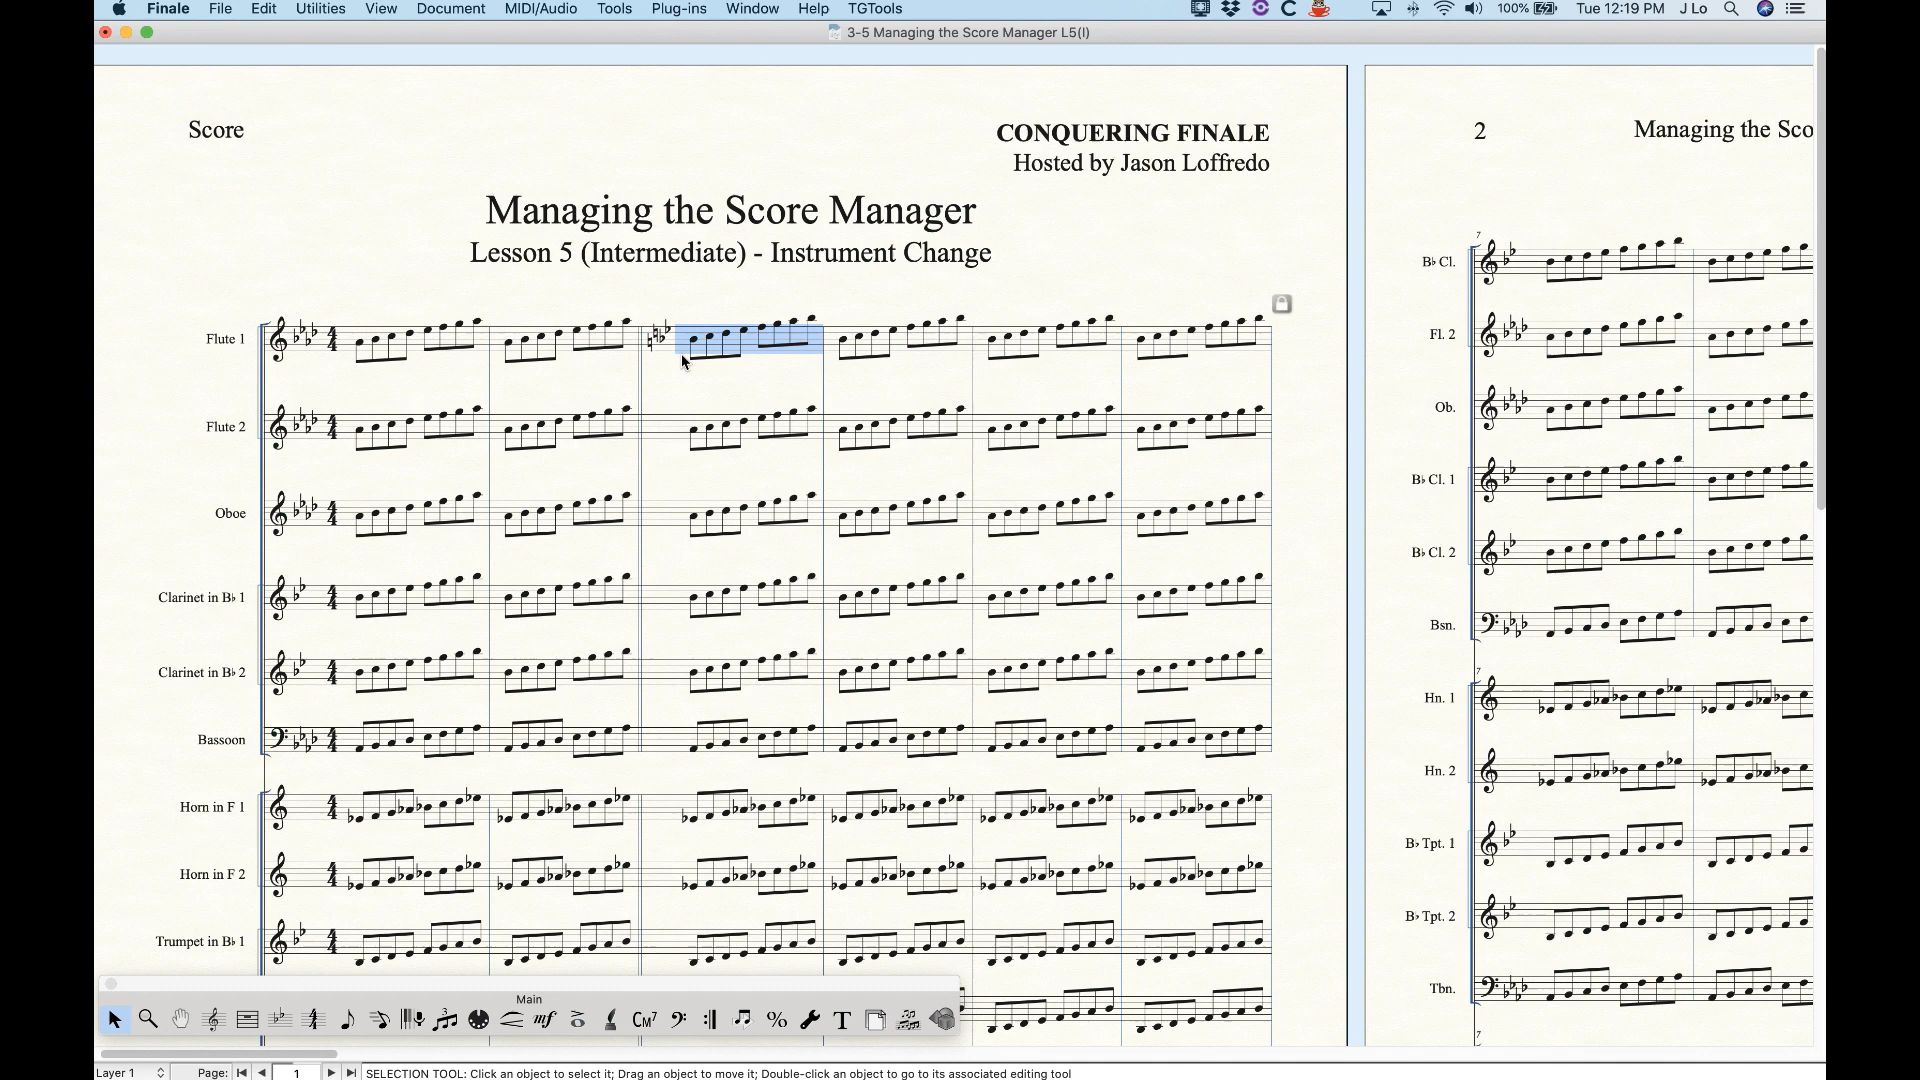 Finale File Edit Utilities View Document MIDI/Audio Tools Plug-ins Window Help TGTools 100% Tue 12:19 PM J Lo
3-5 Managing the Score Manager L5(I)
Score
CONQUERING FINALE
Hosted by Jason Loffredo
Managing the Score Manager
Lesson 5 (Intermediate) - Instrument Change
Flute 1
Flute 2
Oboe
Clarinet in B♭ 1
Clarinet in B♭ 2
Bassoon
Horn in F 1
Horn in F 2
Trumpet in B♭ 1
2 Managing the Sco
7
B♭ Cl.
Fl. 2
Ob.
B♭ Cl. 1
B♭ Cl. 2
Bsn.
7
Hn. 1
Hn. 2
B♭ Tpt. 1
B♭ Tpt. 2
Tbn.
7
Main
mf CM7 % T
Layer 1 Page: 1 SELECTION TOOL: Click an object to select it; Drag an object to move it; Double-click an object to go to its associated editing tool